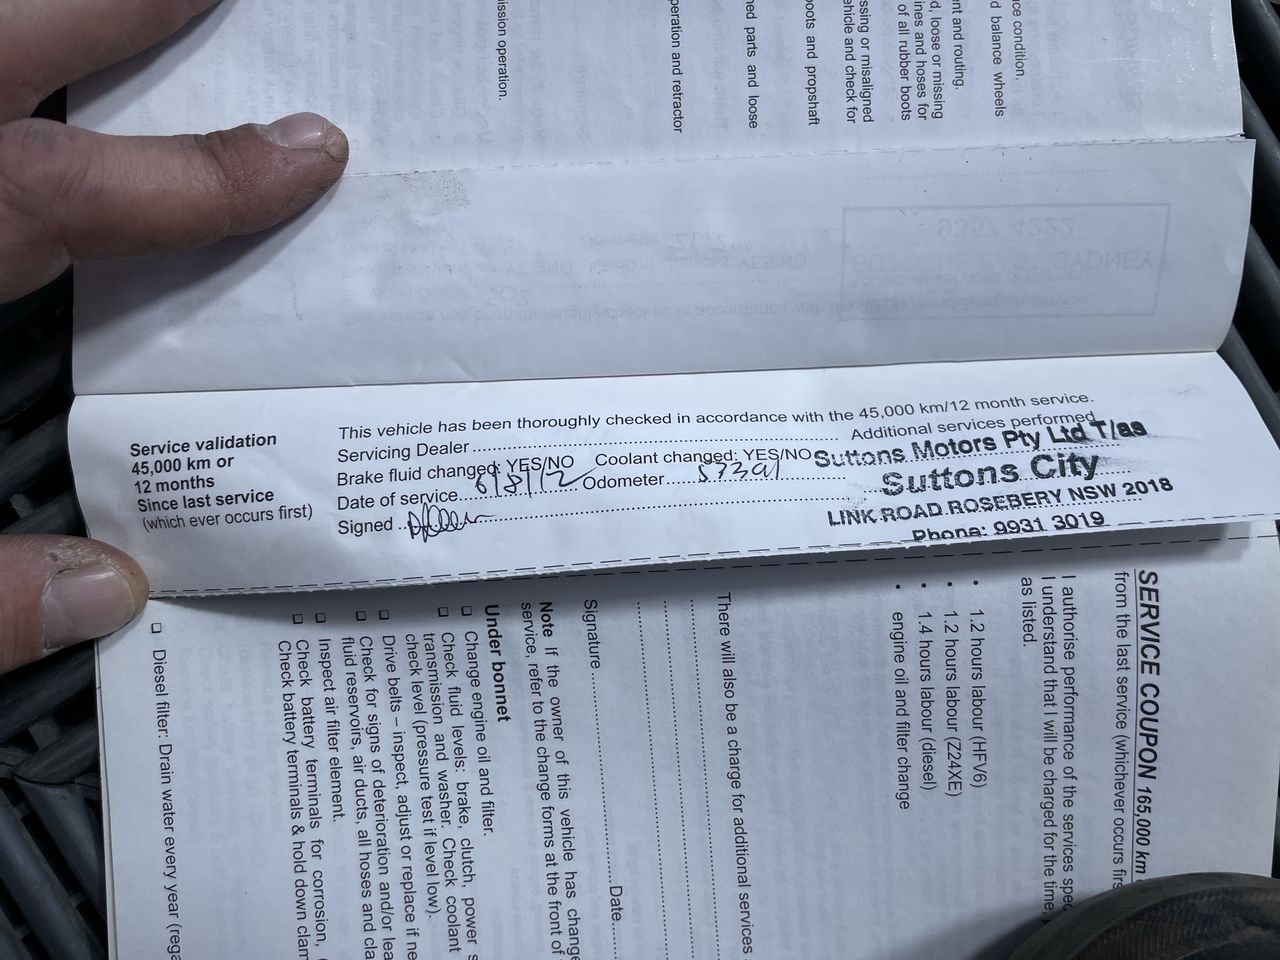 ce condition.
d balance wheels
nt and routing.
d, loose or missing
ines and hoses for
of all rubber boots
ssing or misaligned
ehicle and check for
boots and propshaft
ned parts and loose
peration and retractor
ission operation.
9357 4222
SYDNEY
Service validation
45,000 km or
12 months
Since last service
(which ever occurs first)
This vehicle has been thoroughly checked in accordance with the 45,000 km/12 month service.
Servicing Dealer
Additional services performed
Brake fluid changed: YES/NO Coolant changed: YES/NO
Date of service 6/8/12 Odometer
Signed
Suttons Motors Pty Ltd T/as
Suttons City
LINK ROAD ROSEBERY NSW 2018
Phone: 9931 3019
SERVICE COUPON 165,000 km
from the last service (whichever occurs firs
I authorise performance of the services spec
I understand that I will be charged for the time,
as listed.
• 1.2 hours labour (HFV6)
• 1.2 hours labour (Z24XE)
• 1.4 hours labour (diesel)
• engine oil and filter change
There will also be a charge for additional services
Signature Date
Note If the owner of this vehicle has change
service, refer to the change forms at the front of
Under bonnet
❑ Change engine oil and filter.
❑ Check fluid levels: brake, clutch, power s
transmission and washer. Check coolant
check level (pressure test if level low).
❑ Drive belts – inspect, adjust or replace if ne
❑ Check for signs of deterioration and/or lea
fluid reservoirs, air ducts, all hoses and cla
❑ Inspect air filter element.
❑ Check battery terminals for corrosion,
Check battery terminals & hold down clam
❑ Diesel filter: Drain water every year (rega